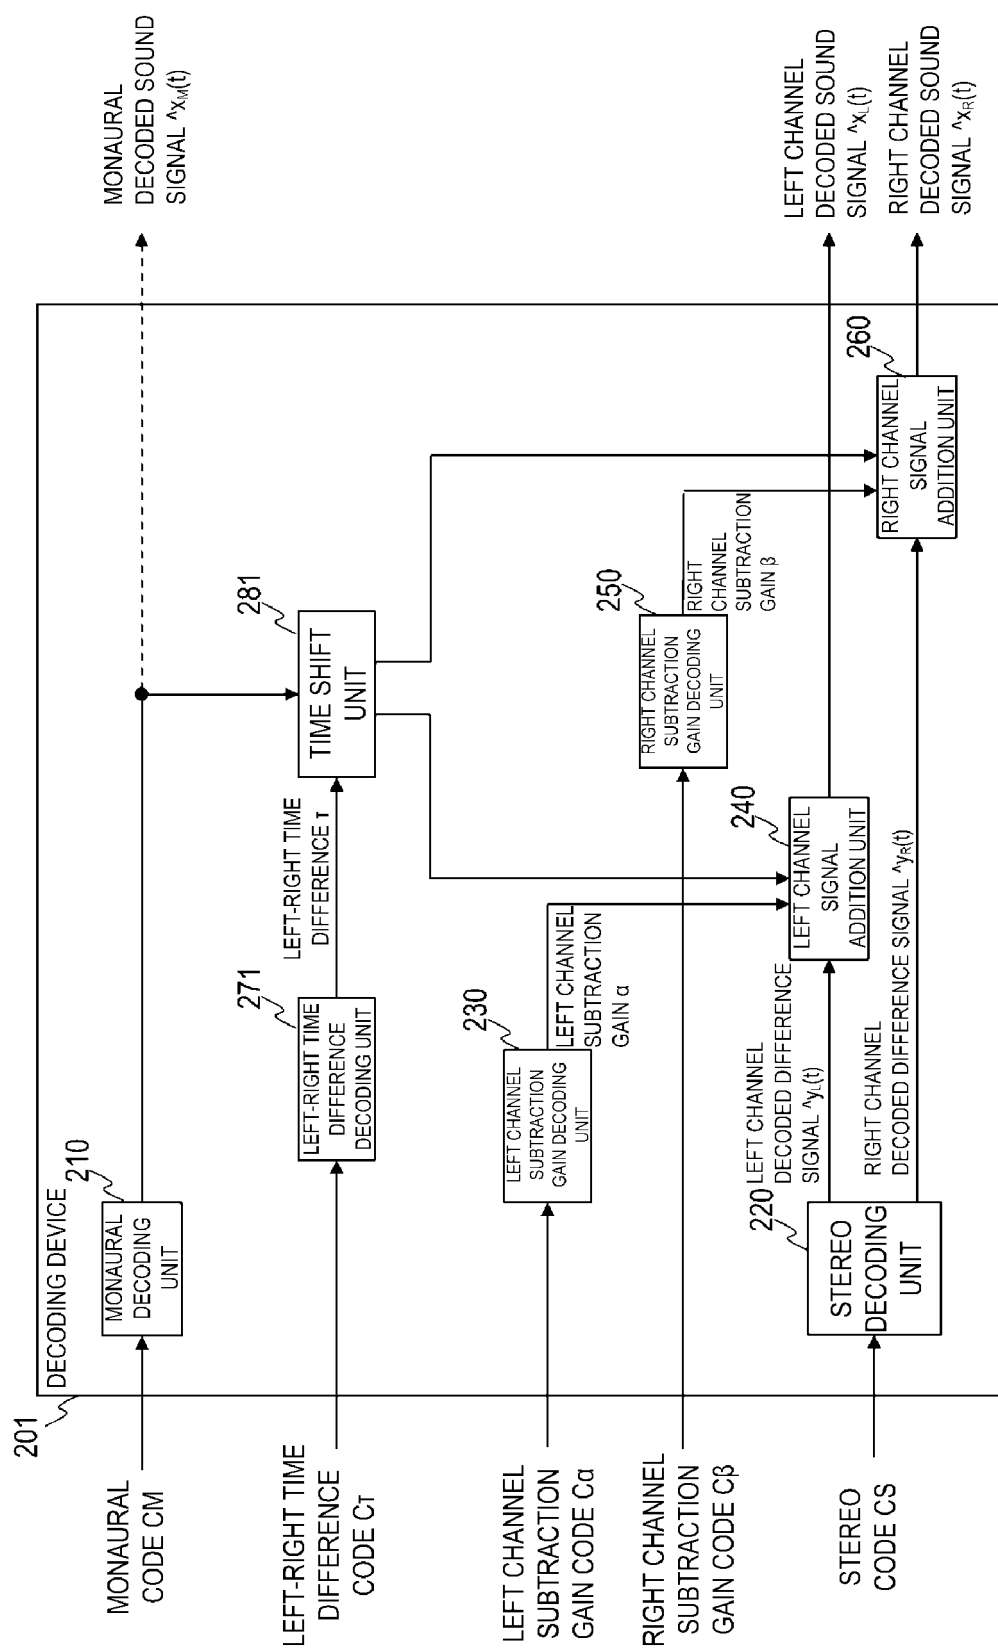 201
DECODING DEVICE
MONAURAL
CODE CM
210
MONAURAL
DECODING
UNIT
MONAURAL
DECODED SOUND
SIGNAL ^xM(t)
LEFT-RIGHT TIME
DIFFERENCE
CODE Cτ
271
LEFT-RIGHT TIME
DIFFERENCE
DECODING UNIT
LEFT-RIGHT TIME
DIFFERENCE τ
281
TIME SHIFT
UNIT
LEFT CHANNEL
SUBTRACTION
GAIN CODE Cα
230
LEFT CHANNEL
SUBTRACTION
GAIN DECODING
UNIT
LEFT CHANNEL
SUBTRACTION
GAIN α
RIGHT CHANNEL
SUBTRACTION
GAIN CODE Cβ
250
RIGHT CHANNEL
SUBTRACTION
GAIN DECODING
UNIT
RIGHT
CHANNEL
SUBTRACTION
GAIN β
STEREO
CODE CS
220
STEREO
DECODING
UNIT
LEFT CHANNEL
DECODED DIFFERENCE
SIGNAL ^yL(t)
RIGHT CHANNEL
DECODED DIFFERENCE SIGNAL ^yR(t)
240
LEFT CHANNEL
SIGNAL
ADDITION UNIT
260
RIGHT CHANNEL
SIGNAL
ADDITION UNIT
LEFT CHANNEL
DECODED SOUND
SIGNAL ^xL(t)
RIGHT CHANNEL
DECODED SOUND
SIGNAL ^xR(t)